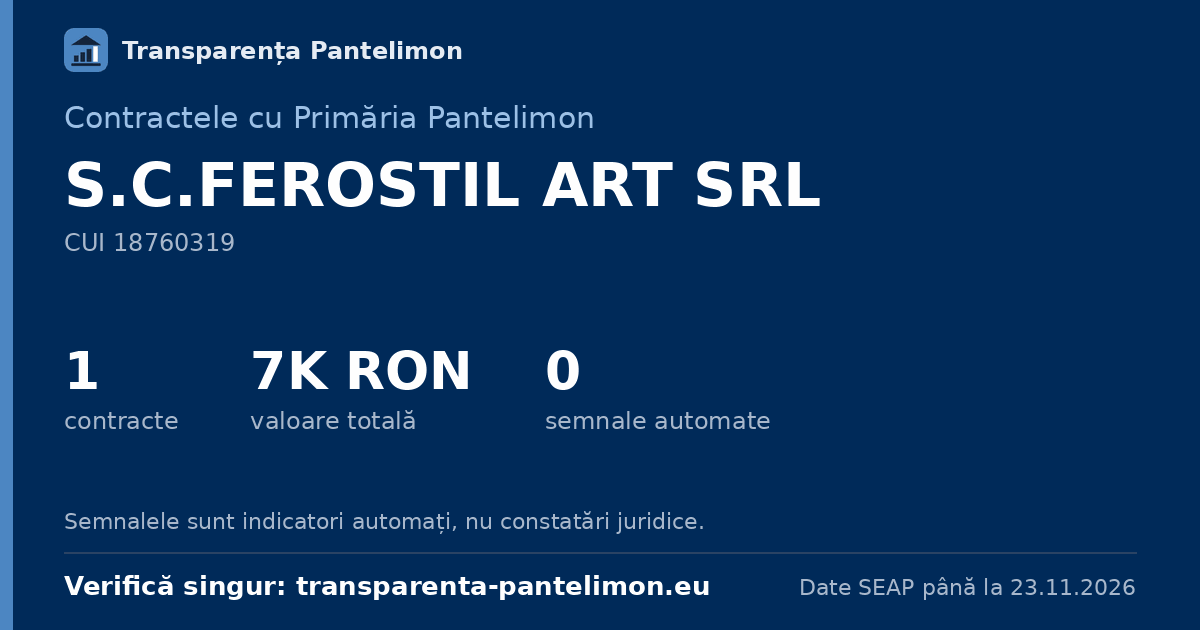 Transparența Pantelimon
Contractele cu Primăria Pantelimon
S.C.FEROSTIL ART SRL
CUI 18760319
1 7K RON 0
contracte valoare totală semnale automate
Semnalele sunt indicatori automați, nu constatări juridice.
Verifică singur: transparenta-pantelimon.eu Date SEAP până la 23.11.2026